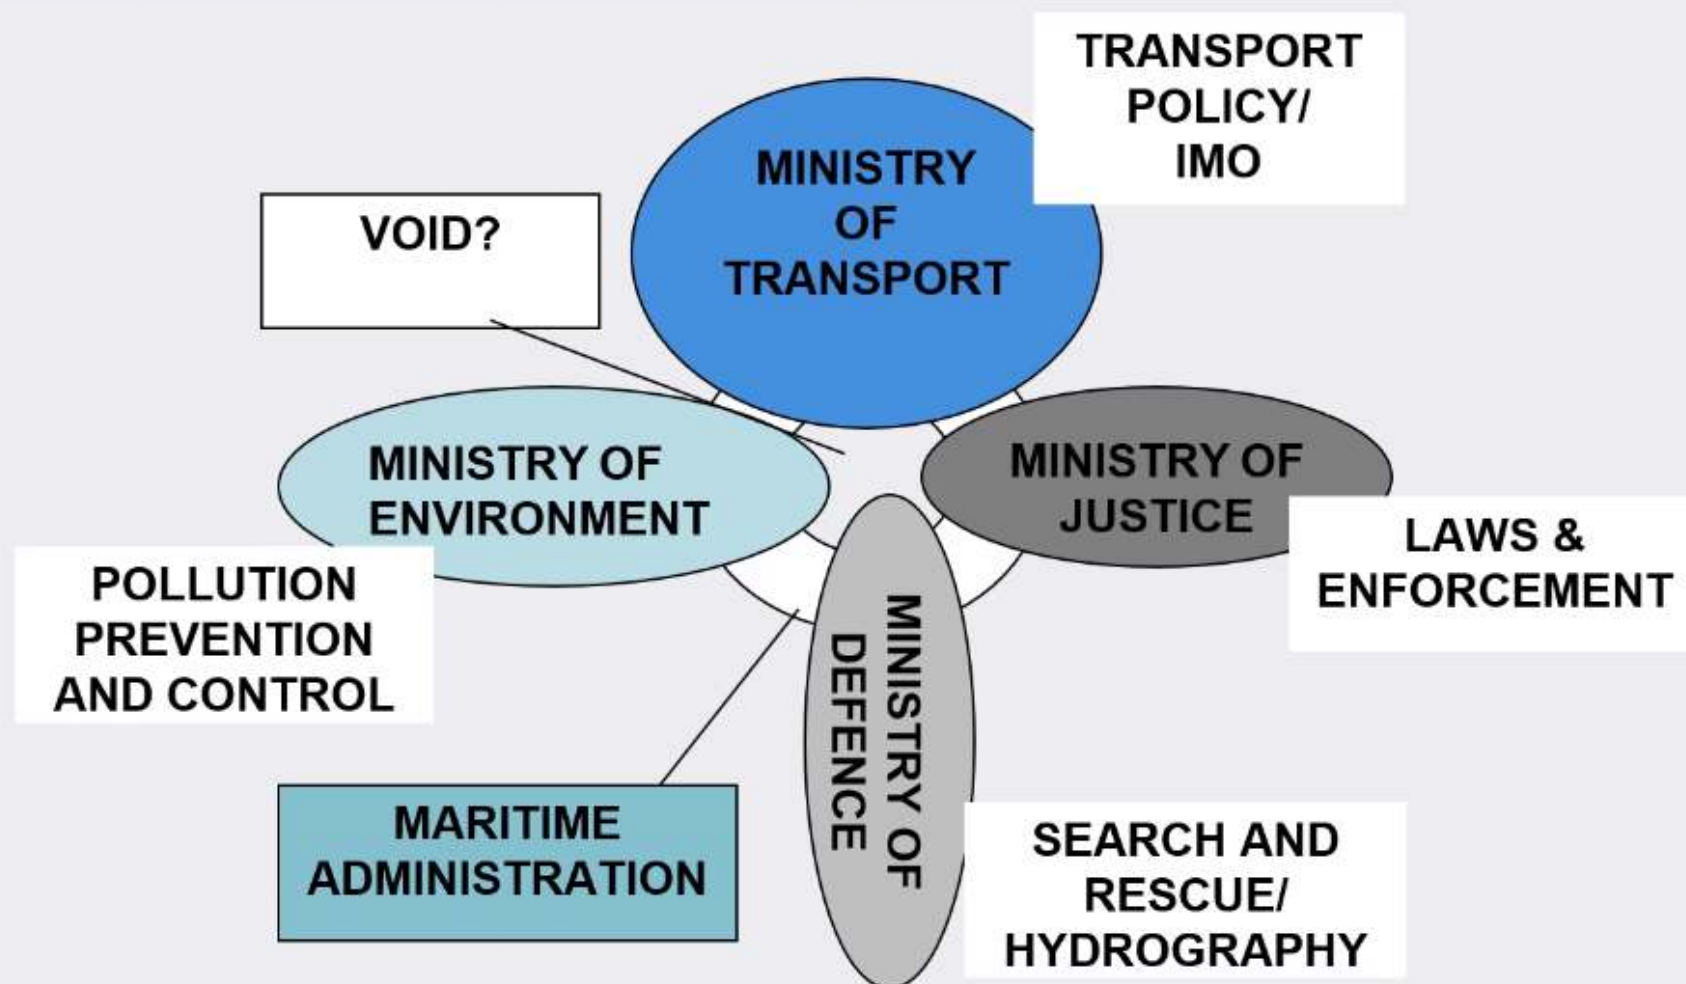 TRANSPORT
POLICY/
IMO
MINISTRY
OF
TRANSPORT
VOID?
MINISTRY OF
ENVIRONMENT
MINISTRY OF
JUSTICE
LAWS &
ENFORCEMENT
POLLUTION
PREVENTION
AND CONTROL
MINISTRY OF
DEFENCE
MARITIME
ADMINISTRATION
SEARCH AND
RESCUE/
HYDROGRAPHY